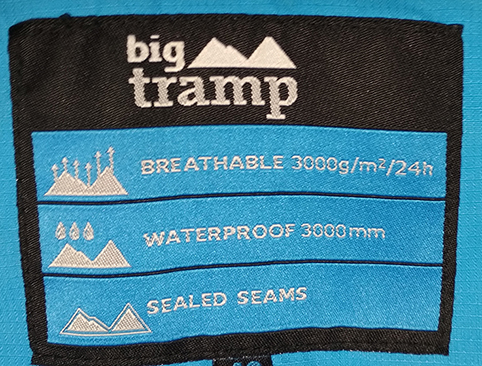 big
tramp
BREATHABLE 3000g/m²/24h
WATERPROOF 3000mm
SEALED SEAMS